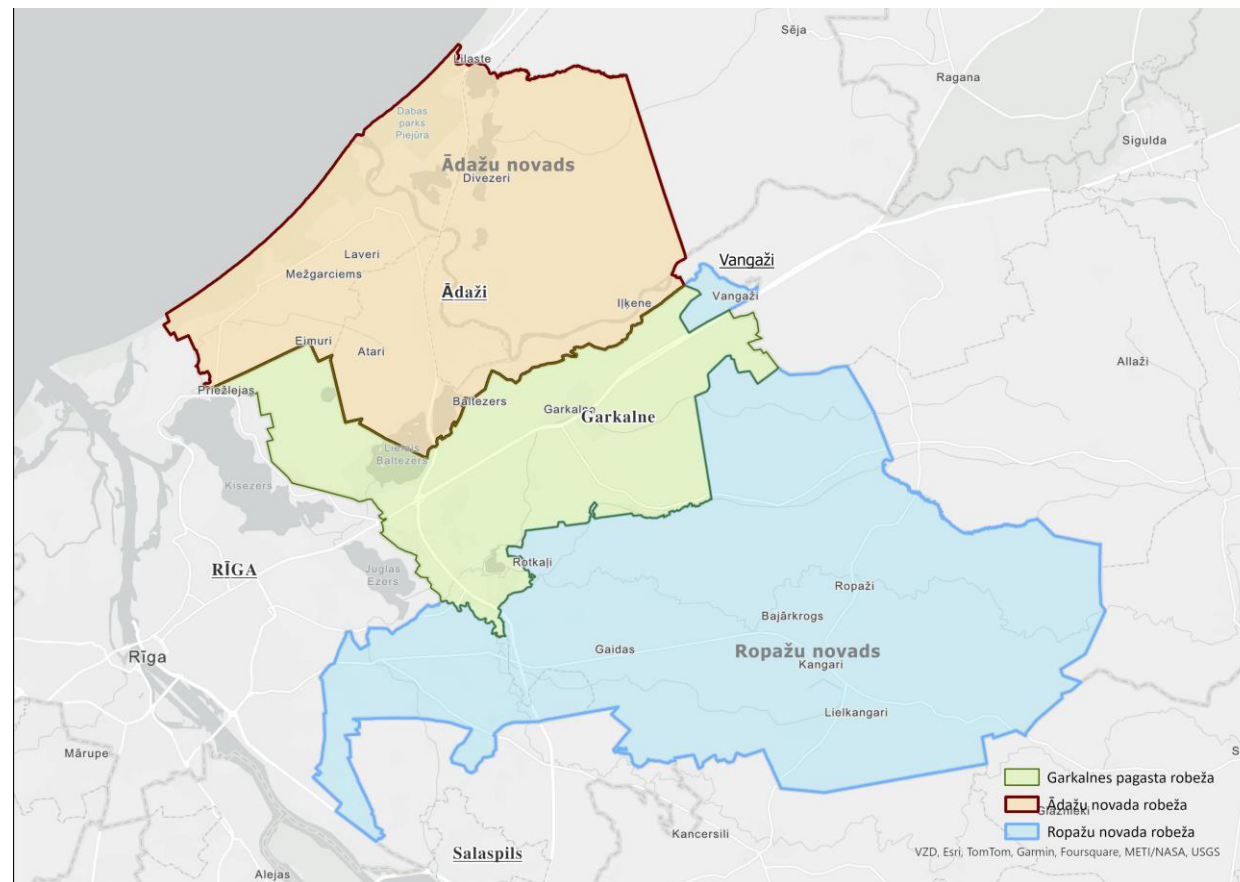 Sēja
Lilaste
Ragana
Dabas
parks
Piejūra
Sigulda
Ādažu novads
Divezeri
Laveri
Vangaži
Mežgarciems
Ādaži
Iļķene
Vangaži
Eimuri
Atari
Allaži
Priežlejas
Baltezers
Garkalne
Garkalne
Lielais
Baltezers
Kisezers
Rotkaļi
RĪGA
Juglas
Ezers
Ropaži
Bajārkrogs
Rīga
Gaidas
Ropažu novads
Kangari
Lielkangari
Mārupe
S
Garkalnes pagasta robeža
Ādažu novada robeža
Glāznieki
Kancersili
Ropažu novada robeža
Salaspils
VZD, Esri, TomTom, Garmin, Foursquare, METI/NASA, USGS
Alejas